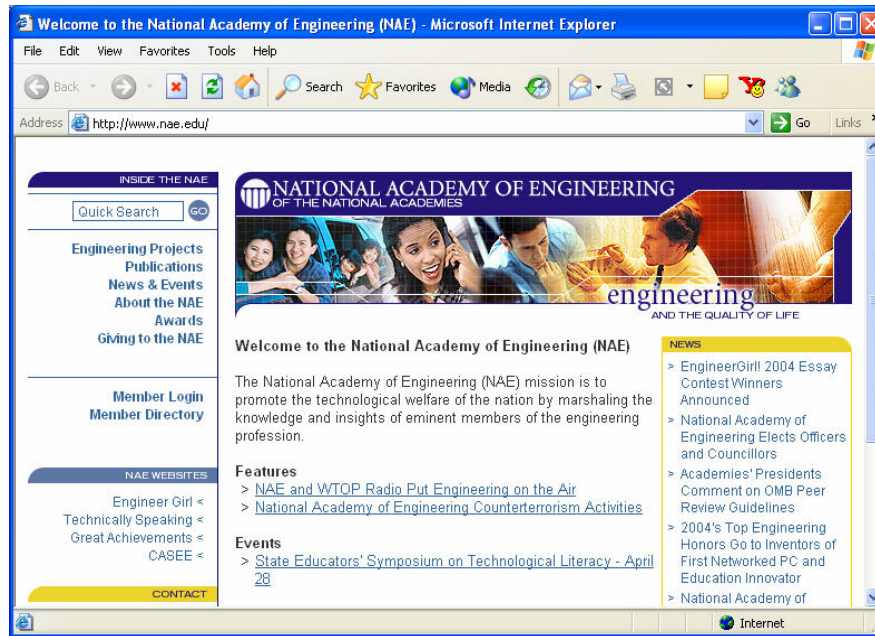 Welcome to the National Academy of Engineering (NAE) - Microsoft Internet Explorer
File Edit View Favorites Tools Help
Back Search Favorites Media
Address http://www.nae.edu/ Go Links
INSIDE THE NAE
Quick Search GO
Engineering Projects
Publications
News & Events
About the NAE
Awards
Giving to the NAE
Member Login
Member Directory
NAE WEBSITES
Engineer Girl <
Technically Speaking <
Great Achievements <
CASEE <
CONTACT
NATIONAL ACADEMY OF ENGINEERING
OF THE NATIONAL ACADEMIES
engineering
AND THE QUALITY OF LIFE
Welcome to the National Academy of Engineering (NAE)
The National Academy of Engineering (NAE) mission is to
promote the technological welfare of the nation by marshaling the
knowledge and insights of eminent members of the engineering
profession.
Features
> NAE and WTOP Radio Put Engineering on the Air
> National Academy of Engineering Counterterrorism Activities
Events
> State Educators' Symposium on Technological Literacy - April
28
NEWS
> EngineerGirl! 2004 Essay
Contest Winners
Announced
> National Academy of
Engineering Elects Officers
and Councillors
> Academies' Presidents
Comment on OMB Peer
Review Guidelines
> 2004's Top Engineering
Honors Go to Inventors of
First Networked PC and
Education Innovator
> National Academy of
Internet